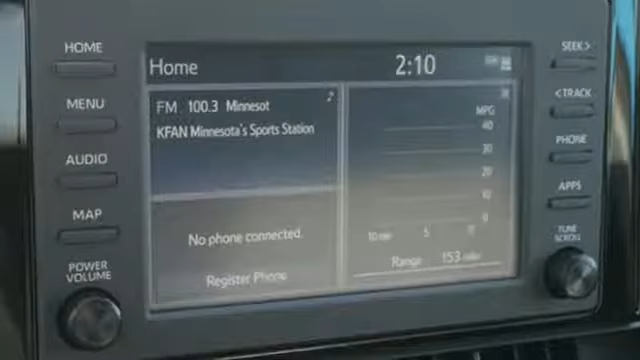 HOME
MENU
AUDIO
MAP
POWER
VOLUME
Home
2:10
FM 100.3 Minnesot
KFAN Minnesota's Sports Station
No phone connected.
Register Phone
MPG
40
30
20
10
0
10 min 5
Range 153 miles
SEEK>
<TRACK
PHONE
APPS
TUNE
SCROLL